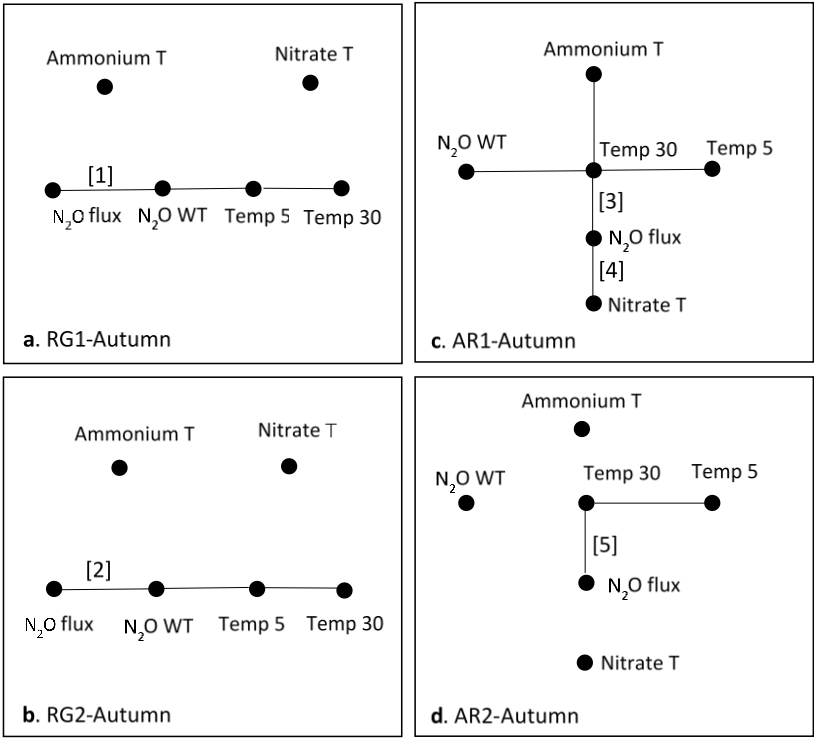 Ammonium T
Nitrate T
[1]
N₂O flux
N₂O WT
Temp 5
Temp 30
a. RG1-Autumn
Ammonium T
N₂O WT
Temp 30
Temp 5
[3]
N₂O flux
[4]
Nitrate T
c. AR1-Autumn
Ammonium T
Nitrate T
[2]
N₂O flux
N₂O WT
Temp 5
Temp 30
b. RG2-Autumn
Ammonium T
N₂O WT
Temp 30
Temp 5
[5]
N₂O flux
Nitrate T
d. AR2-Autumn